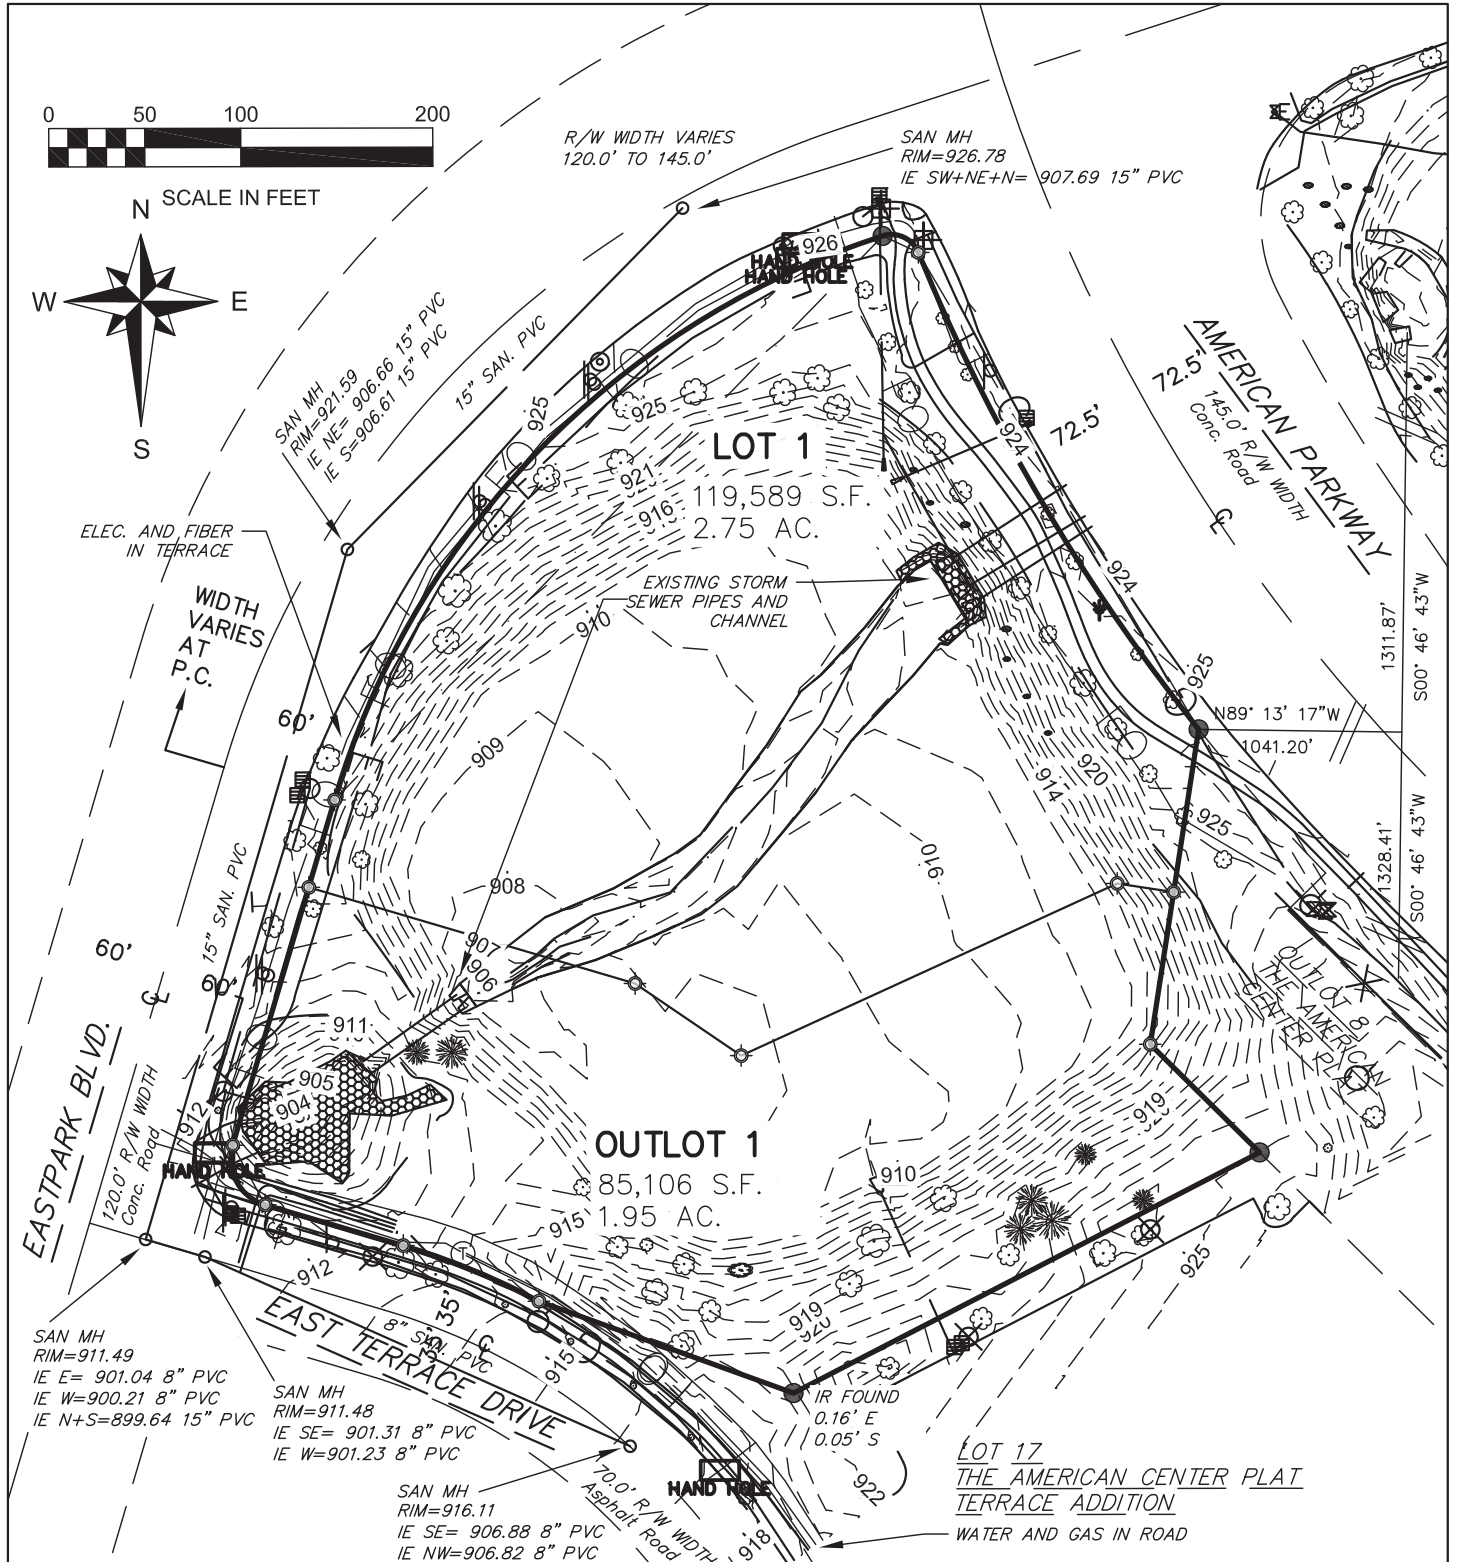 0 50 100 200
SCALE IN FEET
N
W E
S
R/W WIDTH VARIES
120.0' TO 145.0'
SAN MH
RIM=926.78
IE SW+NE+N= 907.69 15" PVC
926
HAND HOLE
HAND HOLE
SAN MH
RIM=921.59
IE NE= 906.66 15" PVC
IE S=906.61 15" PVC
15" SAN. PVC
925
925
921
916
LOT 1
119,589 S.F.
2.75 AC.
924
72.5'
72.5'
AMERICAN PARKWAY
145.0' R/W WIDTH
Conc. Road
ELEC. AND FIBER
IN TERRACE
EXISTING STORM
SEWER PIPES AND
CHANNEL
910
924
WIDTH
VARIES
AT
P.C.
60'
909
925
N89° 13' 17"W
1041.20'
1311.87'
S00° 46' 43"W
920
914
925
910
908
1328.41'
S00° 46' 43"W
15" SAN. PVC
60'
60'
907
906
OUTLOT 8
THE AMERICAN
CENTER PLAT
911
905
904
912
919
920
EASTPARK BLVD.
120.0' R/W WIDTH
Conc. Road
HAND HOLE
OUTLOT 1
85,106 S.F.
1.95 AC.
910
915
912
925
EAST TERRACE DRIVE
8" SAN. PVC
35'
35'
915
919
920
SAN MH
RIM=911.49
IE E= 901.04 8" PVC
IE W=900.21 8" PVC
IE N+S=899.64 15" PVC
SAN MH
RIM=911.48
IE SE= 901.31 8" PVC
IE W=901.23 8" PVC
IR FOUND
0.16' E
0.05' S
SAN MH
RIM=916.11
IE SE= 906.88 8" PVC
IE NW=906.82 8" PVC
70.0' R/W WIDTH
Asphalt Road
HAND HOLE
922
918
LOT 17
THE AMERICAN CENTER PLAT
TERRACE ADDITION
WATER AND GAS IN ROAD